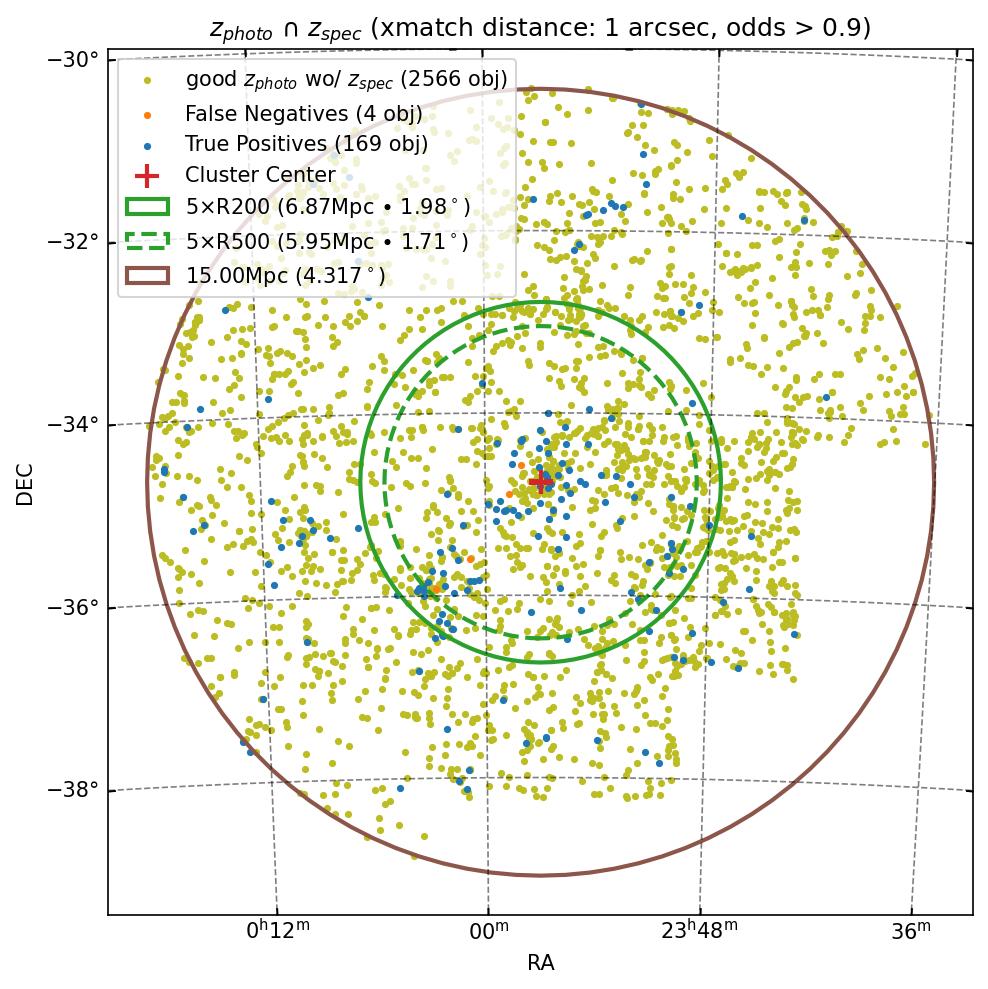 z_photo ∩ z_spec (xmatch distance: 1 arcsec, odds > 0.9)
good z_photo wo/ z_spec (2566 obj)
False Negatives (4 obj)
True Positives (169 obj)
Cluster Center
5×R200 (6.87Mpc • 1.98°)
5×R500 (5.95Mpc • 1.71°)
15.00Mpc (4.317°)
−30°
−32°
−34°
−36°
−38°
DEC
0ʰ12ᵐ
00ᵐ
23ʰ48ᵐ
36ᵐ
RA